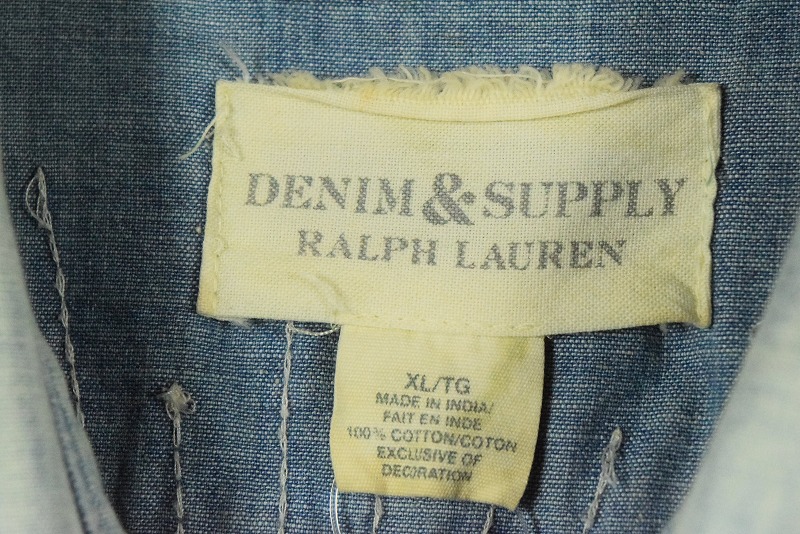 DENIM & SUPPLY
RALPH LAUREN
XL/TG
MADE IN INDIA/
FAIT EN INDE
100% COTTON/COTON
EXCLUSIVE OF
DECORATION